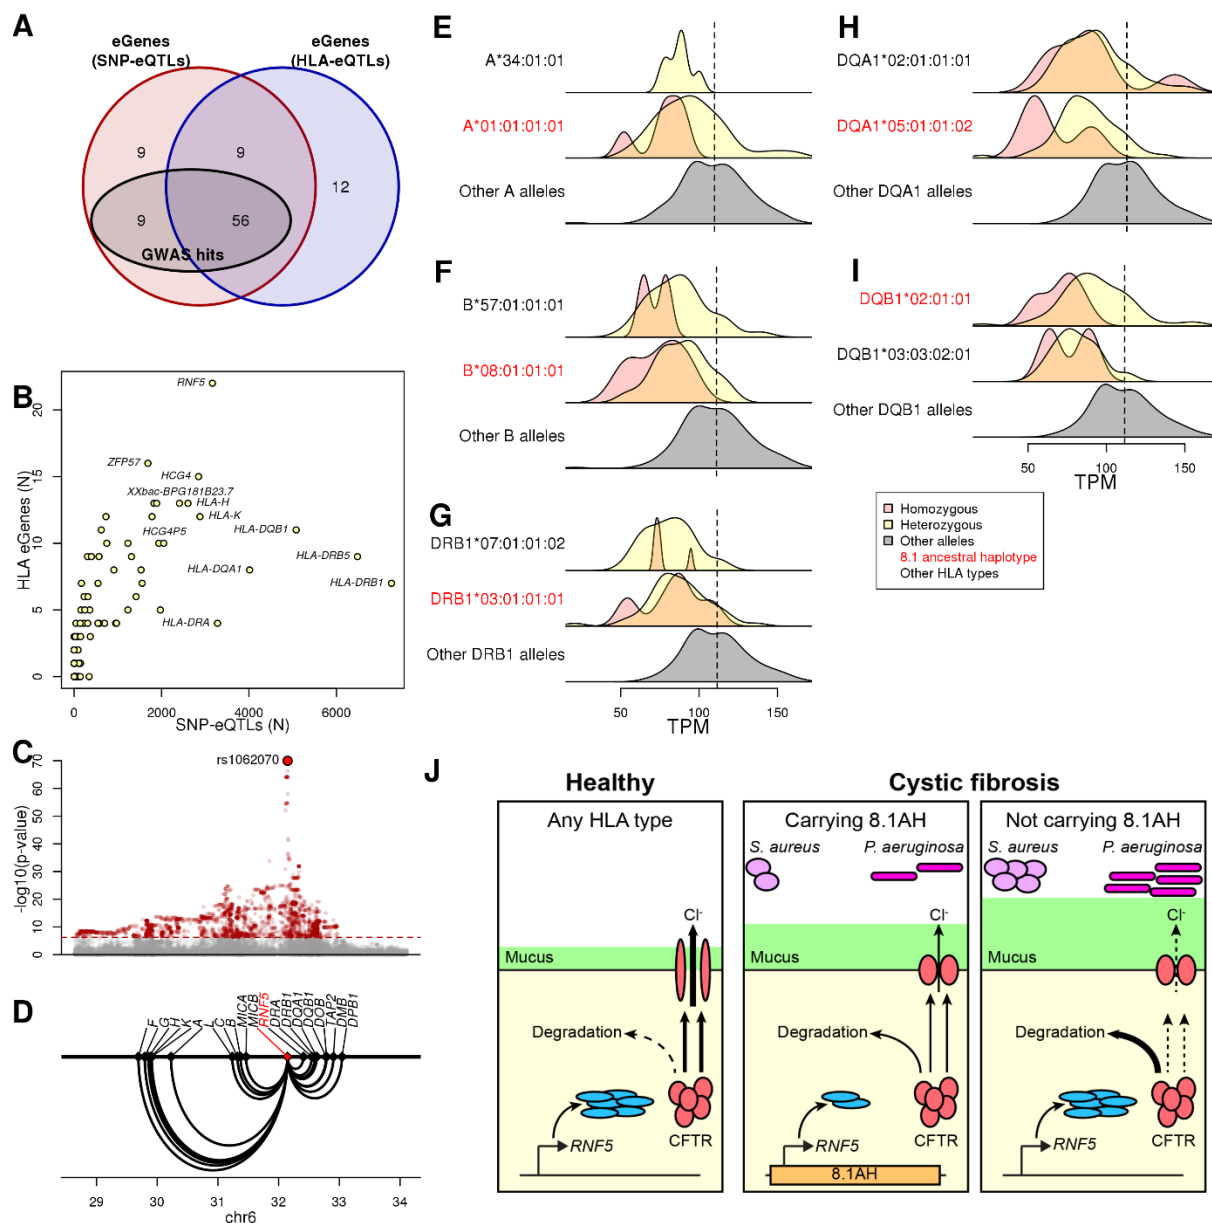 A
eGenes
(SNP-eQTLs)
eGenes
(HLA-eQTLs)
9
9
12
9
56
GWAS hits
B
HLA eGenes (N)
20
15
10
5
0
RNF5
ZFP57
HCG4
XXbac-BPG181B23.7
HLA-H
HLA-K
HCG4P5
HLA-DQB1
HLA-DRB5
HLA-DQA1
HLA-DRB1
HLA-DRA
0
2000
4000
6000
SNP-eQTLs (N)
C
-log10(p-value)
70
60
50
40
30
20
10
0
rs1062070
D
F
G
H
K
A
L
C
B
MICA
MICB
RNF5
DRA
DRB1
DQA1
DQB1
DOB
TAP2
DMB
DPB1
29
30
31
32
33
34
chr6
E
A*34:01:01
A*01:01:01:01
Other A alleles
F
B*57:01:01:01
B*08:01:01:01
Other B alleles
G
DRB1*07:01:01:02
DRB1*03:01:01:01
Other DRB1 alleles
50
100
150
TPM
H
DQA1*02:01:01:01
DQA1*05:01:01:02
Other DQA1 alleles
I
DQB1*02:01:01
DQB1*03:03:02:01
Other DQB1 alleles
50
100
150
TPM
Homozygous
Heterozygous
Other alleles
8.1 ancestral haplotype
Other HLA types
J
Healthy
Cystic fibrosis
Any HLA type
Mucus
Cl-
Degradation
RNF5
CFTR
Carrying 8.1AH
S. aureus
P. aeruginosa
Cl-
Mucus
Degradation
RNF5
CFTR
8.1AH
Not carrying 8.1AH
S. aureus
P. aeruginosa
Cl-
Mucus
Degradation
RNF5
CFTR